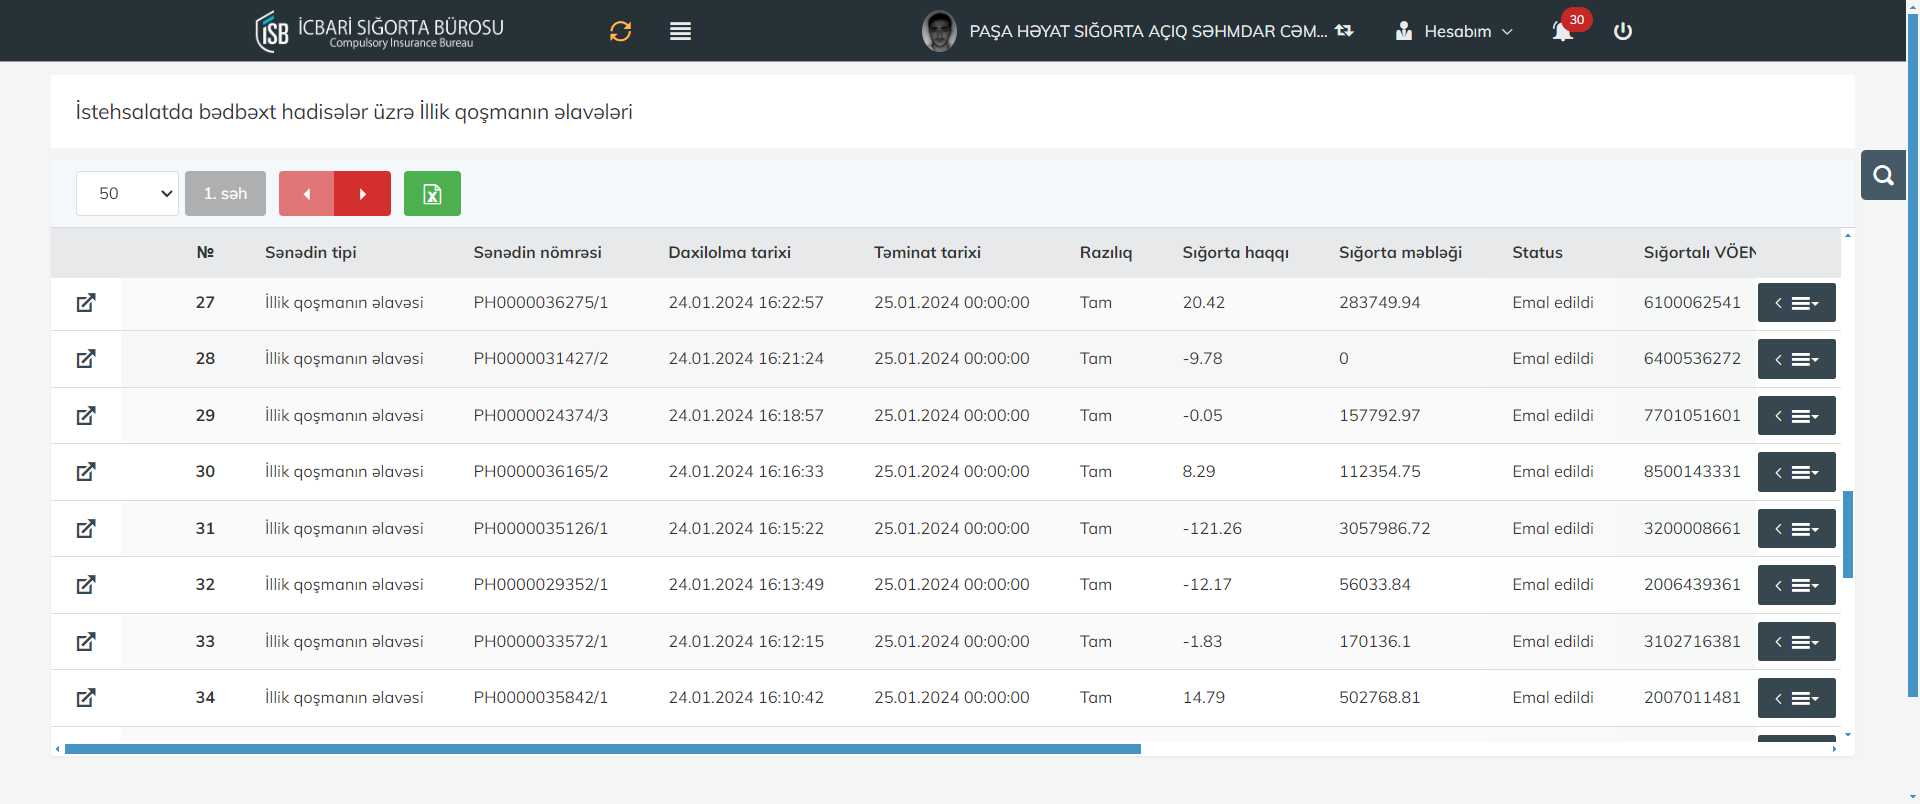 İSB İCBARİ SIĞORTA BÜROSU
Compulsory Insurance Bureau
PAŞA HƏYAT SIĞORTA AÇIQ SƏHMDAR CƏM... Hesabım 30
İstehsalatda bədbəxt hadisələr üzrə İllik qoşmanın əlavələri
50 1. səh
№ Sənədin tipi Sənədin nömrəsi Daxilolma tarixi Təminat tarixi Razılıq Sığorta haqqı Sığorta məbləği Status Sığortalı VÖEN
27 İllik qoşmanın əlavəsi PH0000036275/1 24.01.2024 16:22:57 25.01.2024 00:00:00 Tam 20.42 283749.94 Emal edildi 6100062541
28 İllik qoşmanın əlavəsi PH0000031427/2 24.01.2024 16:21:24 25.01.2024 00:00:00 Tam -9.78 0 Emal edildi 6400536272
29 İllik qoşmanın əlavəsi PH0000024374/3 24.01.2024 16:18:57 25.01.2024 00:00:00 Tam -0.05 157792.97 Emal edildi 7701051601
30 İllik qoşmanın əlavəsi PH0000036165/2 24.01.2024 16:16:33 25.01.2024 00:00:00 Tam 8.29 112354.75 Emal edildi 8500143331
31 İllik qoşmanın əlavəsi PH0000035126/1 24.01.2024 16:15:22 25.01.2024 00:00:00 Tam -121.26 3057986.72 Emal edildi 3200008661
32 İllik qoşmanın əlavəsi PH0000029352/1 24.01.2024 16:13:49 25.01.2024 00:00:00 Tam -12.17 56033.84 Emal edildi 2006439361
33 İllik qoşmanın əlavəsi PH0000033572/1 24.01.2024 16:12:15 25.01.2024 00:00:00 Tam -1.83 170136.1 Emal edildi 3102716381
34 İllik qoşmanın əlavəsi PH0000035842/1 24.01.2024 16:10:42 25.01.2024 00:00:00 Tam 14.79 502768.81 Emal edildi 2007011481